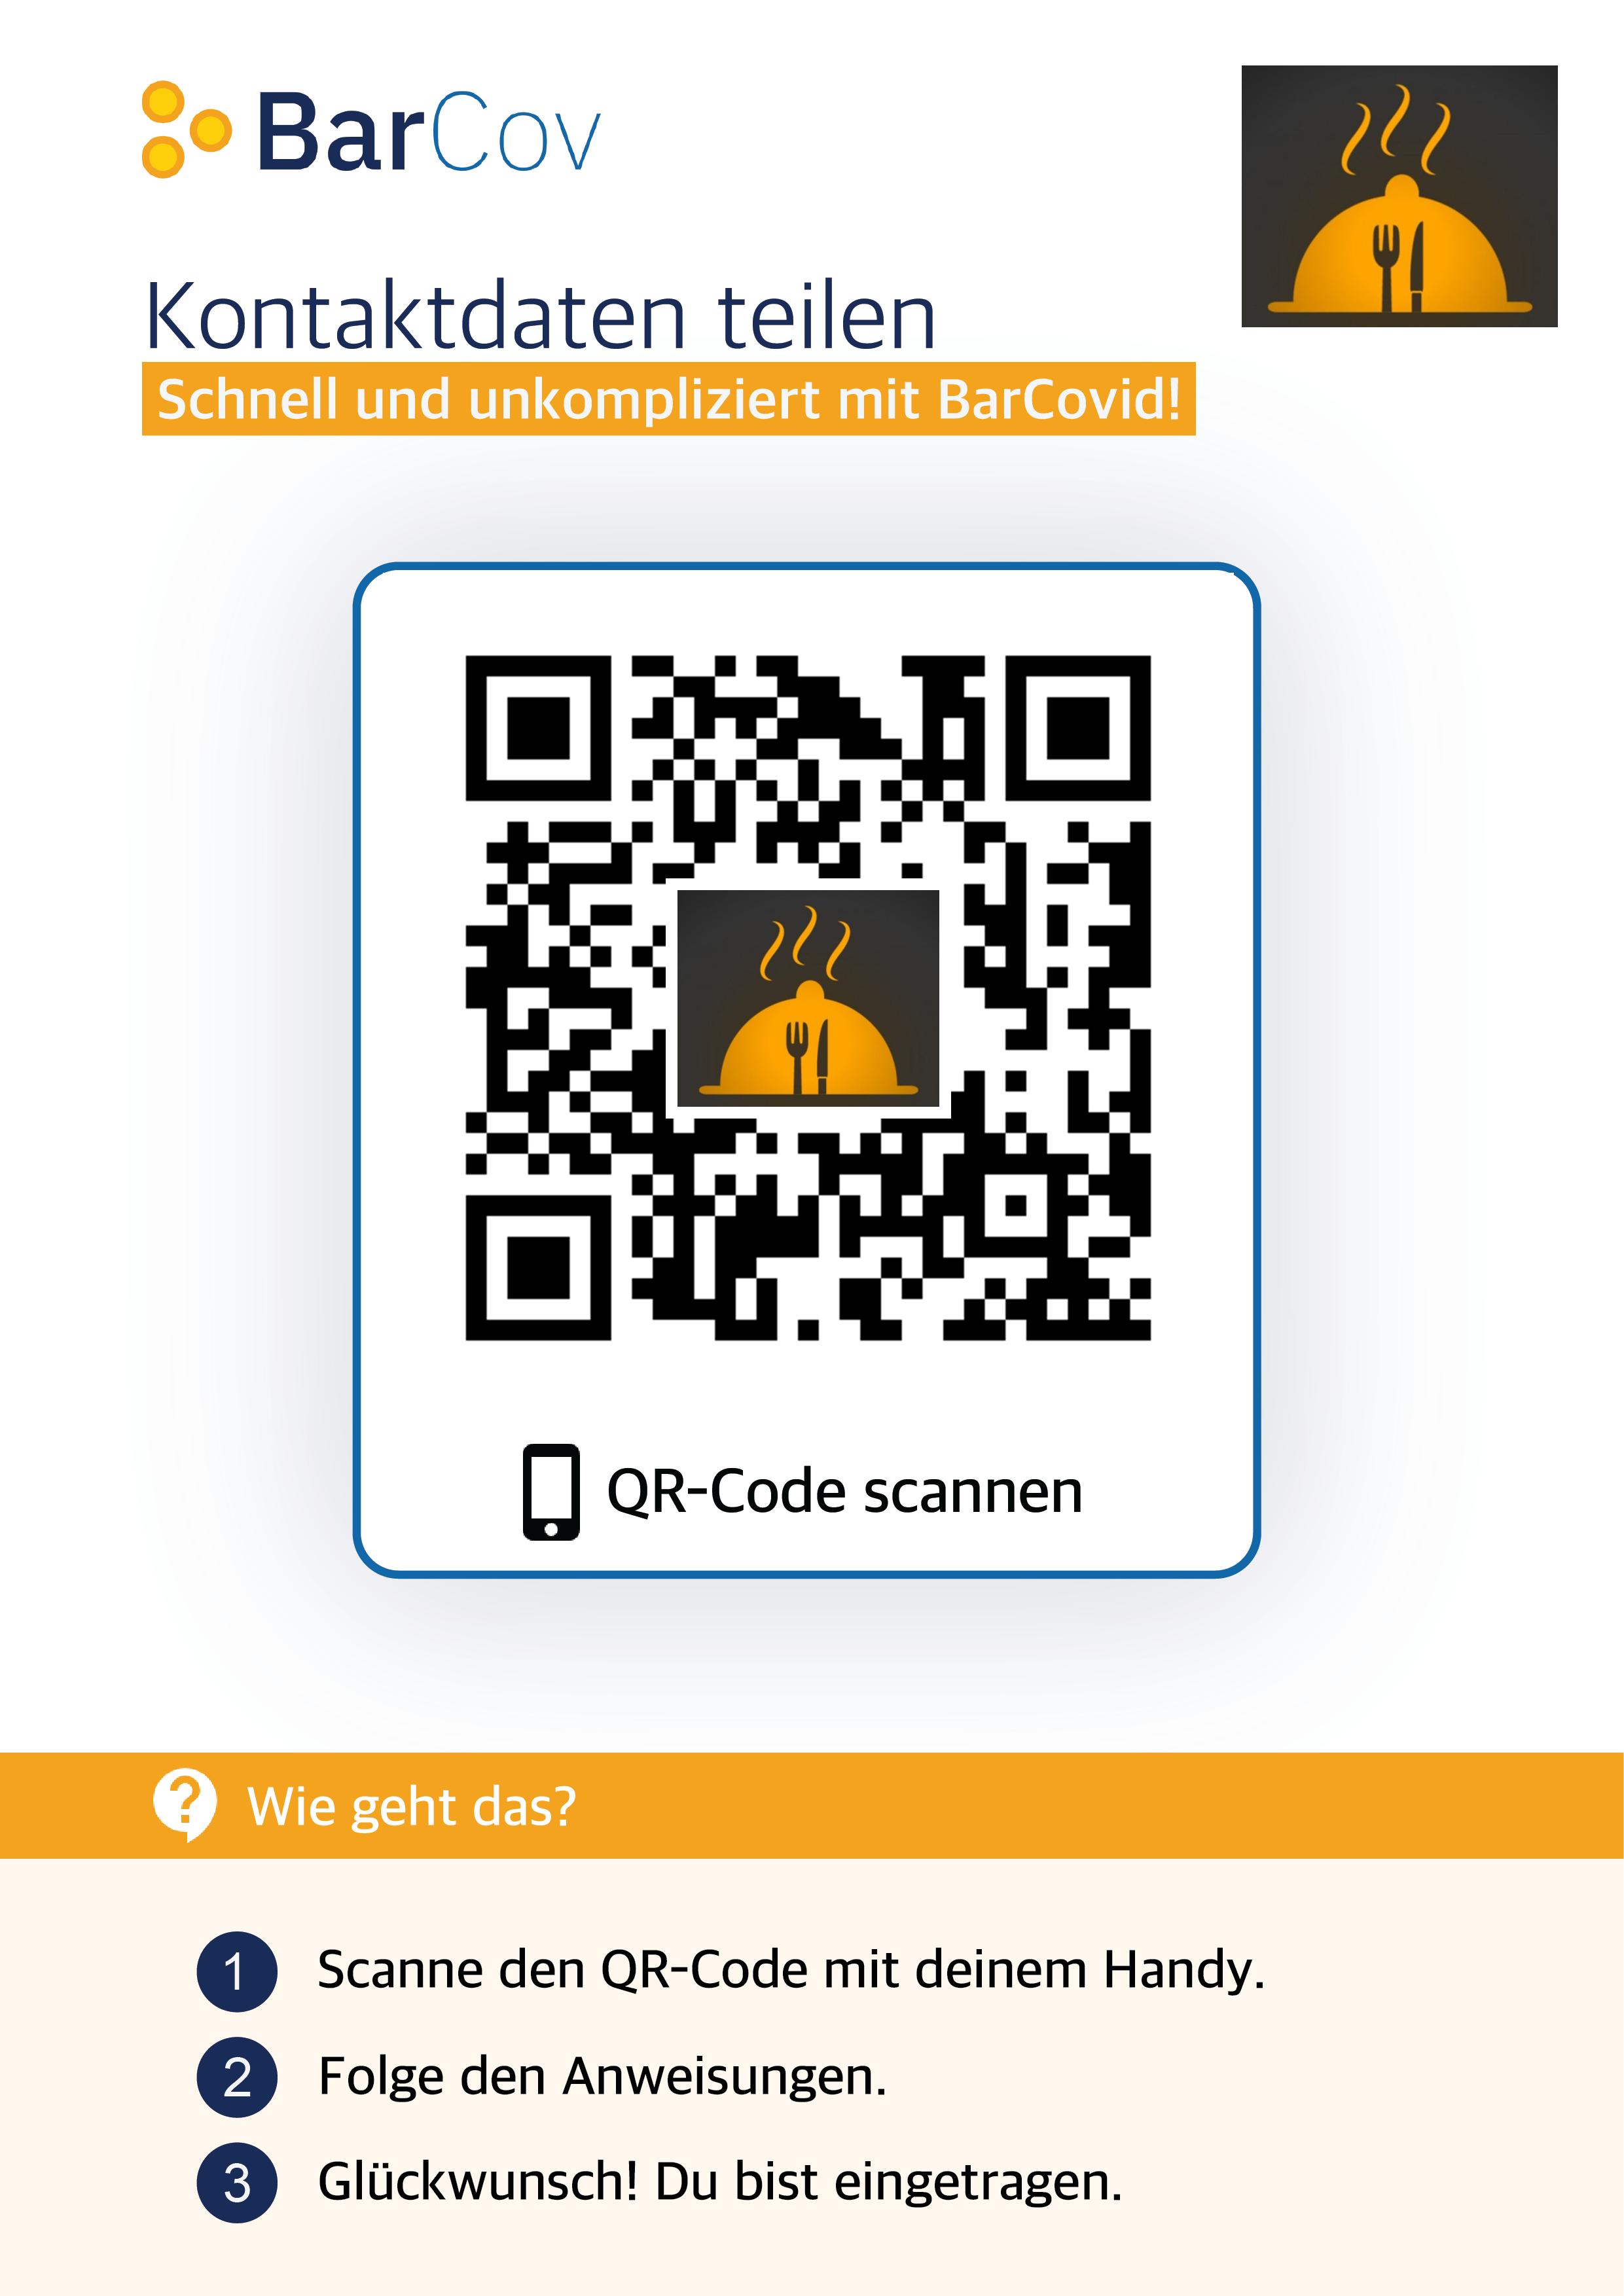 BarCov
Kontaktdaten teilen
Schnell und unkompliziert mit BarCovid!
QR-Code scannen
? Wie geht das?
1 Scanne den QR-Code mit deinem Handy.
2 Folge den Anweisungen.
3 Glückwunsch! Du bist eingetragen.